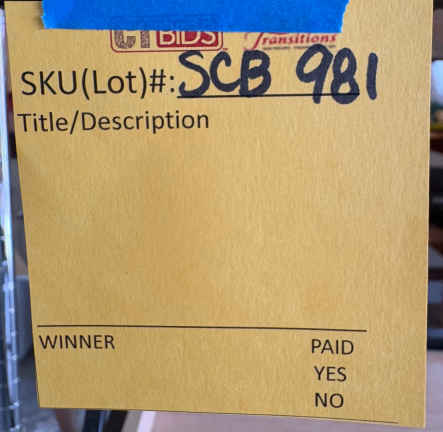 CTBIDS Transitions
SKU(Lot)#: SCB 981
Title/Description
WINNER PAID
YES
NO